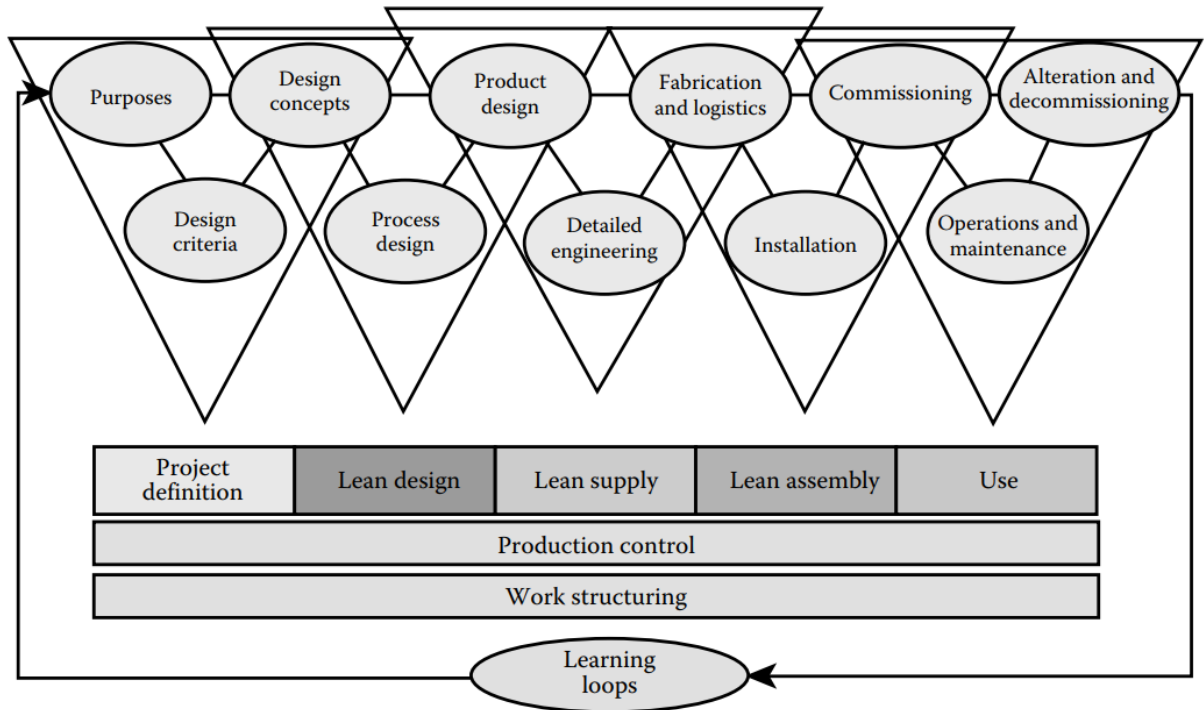 Purposes
Design
concepts
Product
design
Fabrication
and logistics
Commissioning
Alteration and
decommissioning
Design
criteria
Process
design
Detailed
engineering
Installation
Operations and
maintenance
Project
definition
Lean design
Lean supply
Lean assembly
Use
Production control
Work structuring
Learning
loops